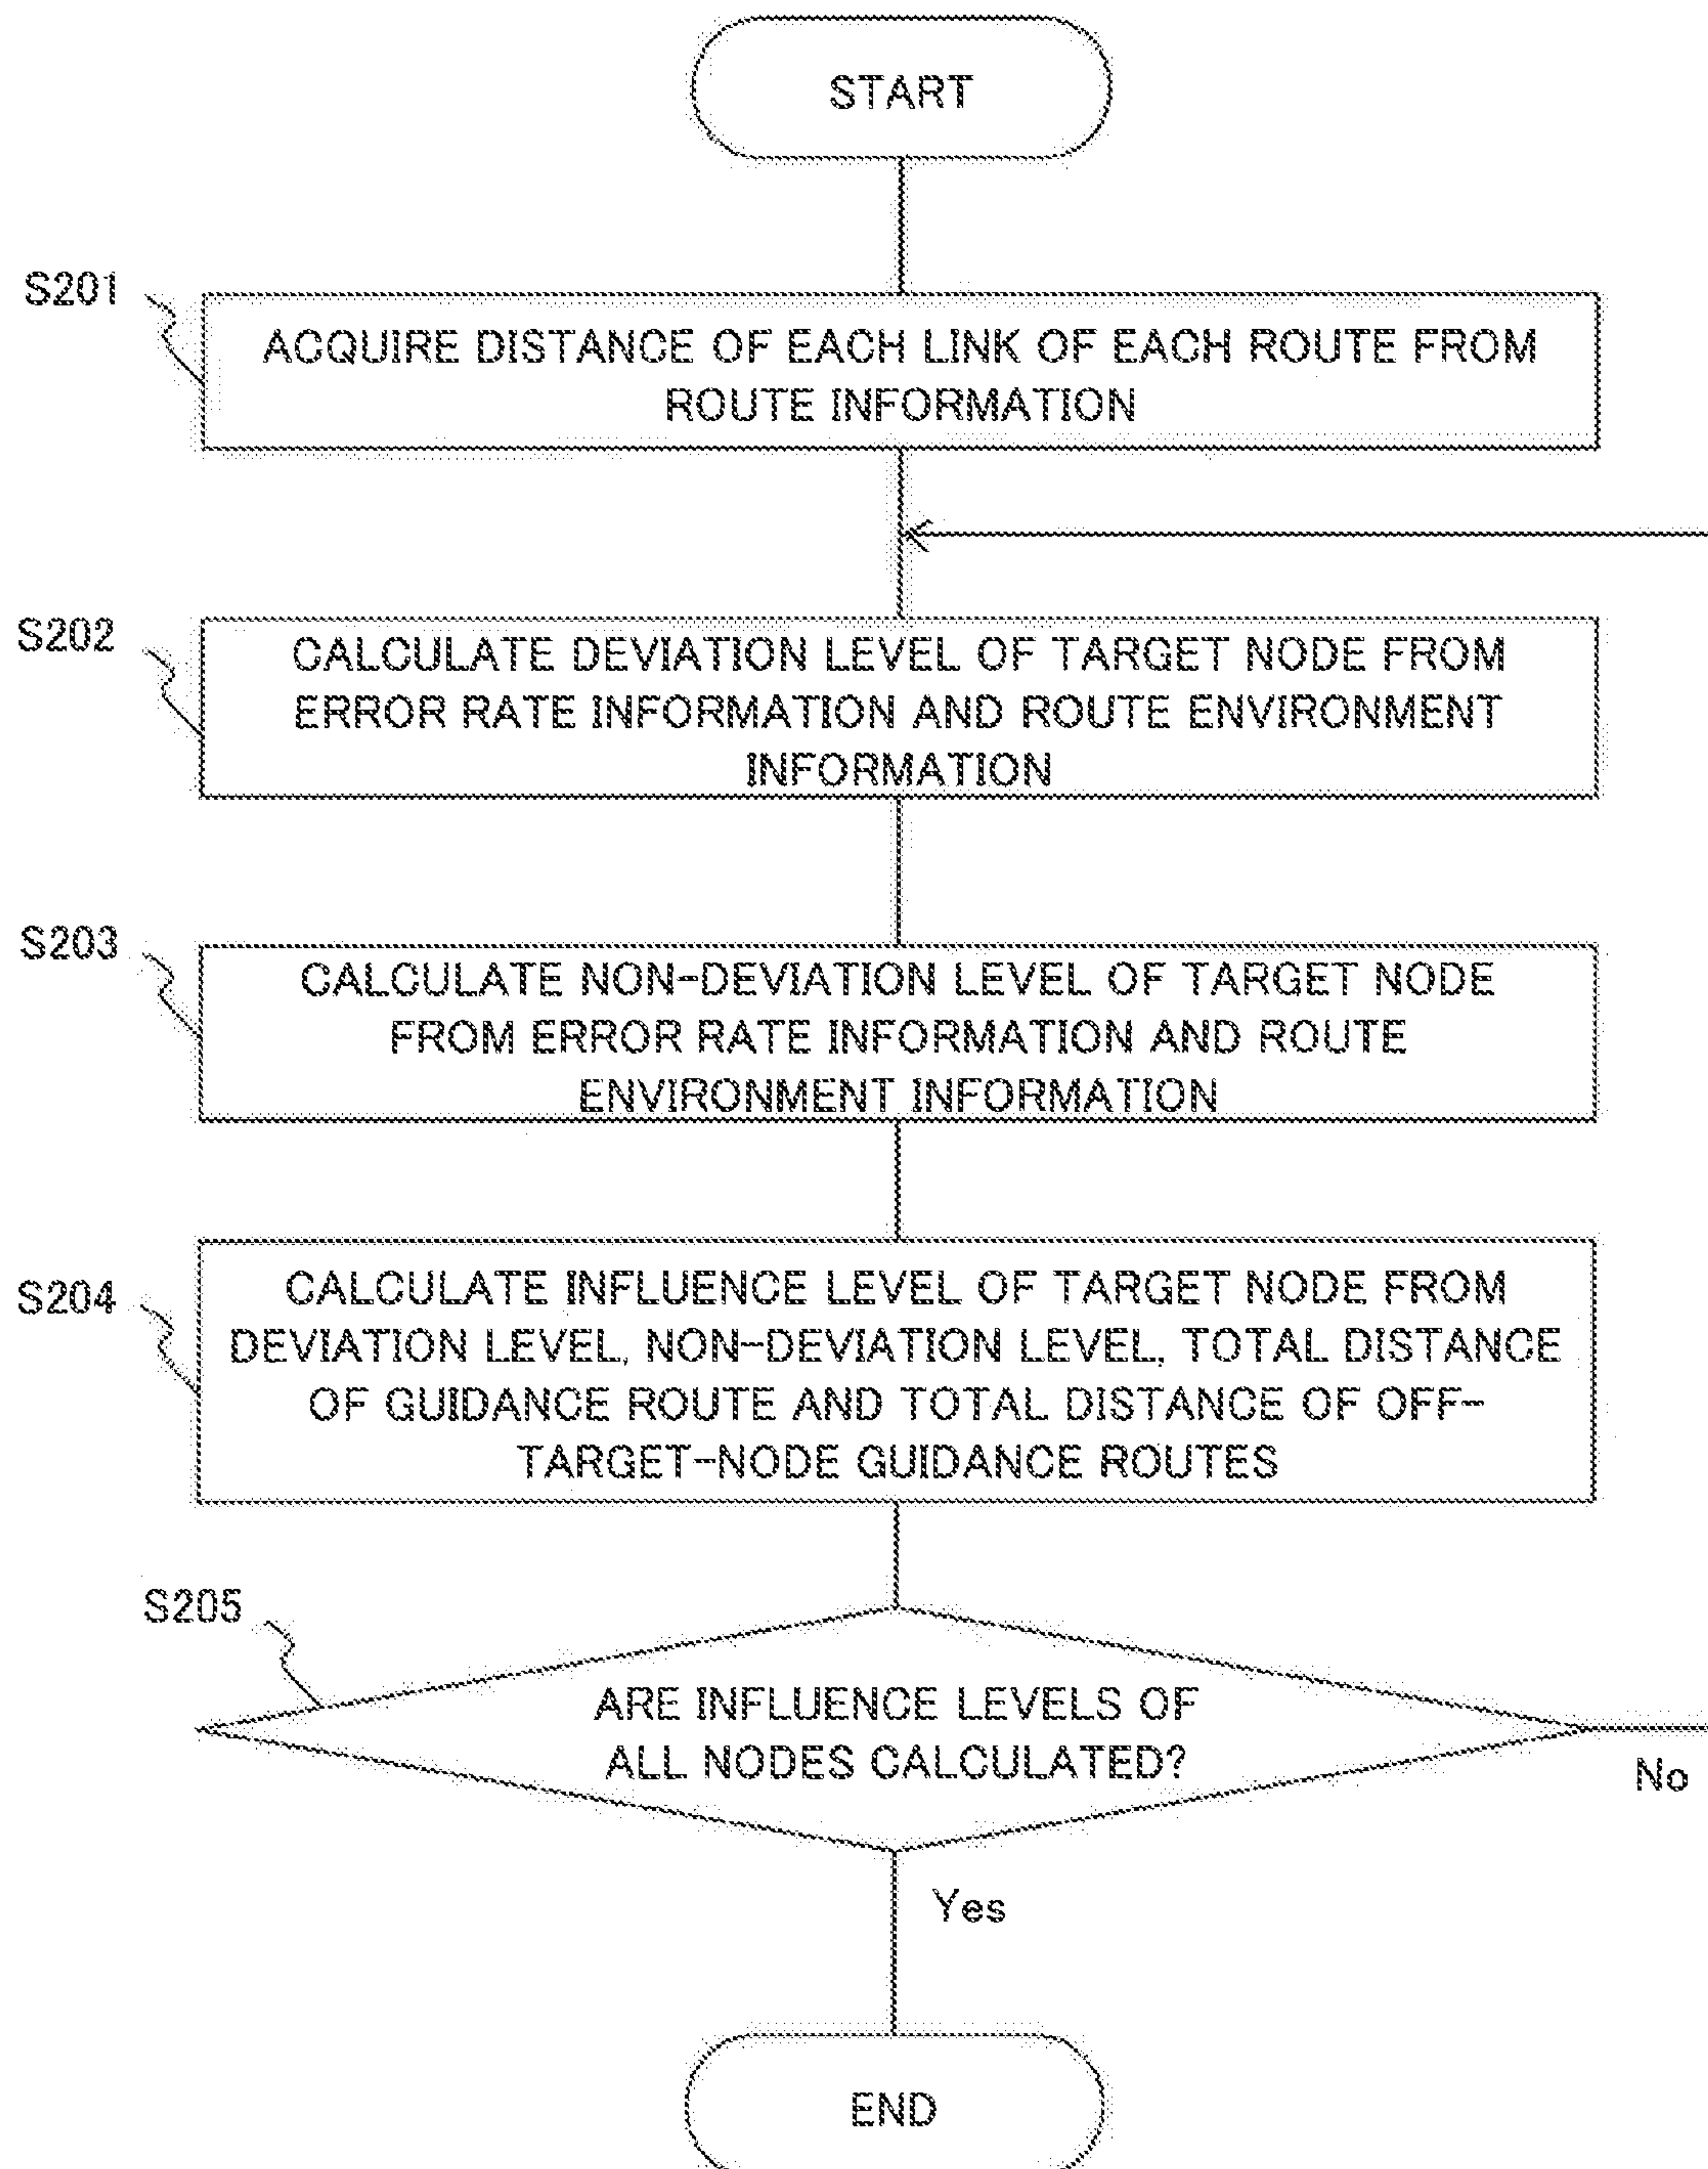 START
S201
ACQUIRE DISTANCE OF EACH LINK OF EACH ROUTE FROM
ROUTE INFORMATION
S202
CALCULATE DEVIATION LEVEL OF TARGET NODE FROM
ERROR RATE INFORMATION AND ROUTE ENVIRONMENT
INFORMATION
S203
CALCULATE NON-DEVIATION LEVEL OF TARGET NODE
FROM ERROR RATE INFORMATION AND ROUTE
ENVIRONMENT INFORMATION
S204
CALCULATE INFLUENCE LEVEL OF TARGET NODE FROM
DEVIATION LEVEL, NON-DEVIATION LEVEL, TOTAL DISTANCE
OF GUIDANCE ROUTE AND TOTAL DISTANCE OF OFF-
TARGET-NODE GUIDANCE ROUTES
S205
ARE INFLUENCE LEVELS OF
ALL NODES CALCULATED?
No
Yes
END